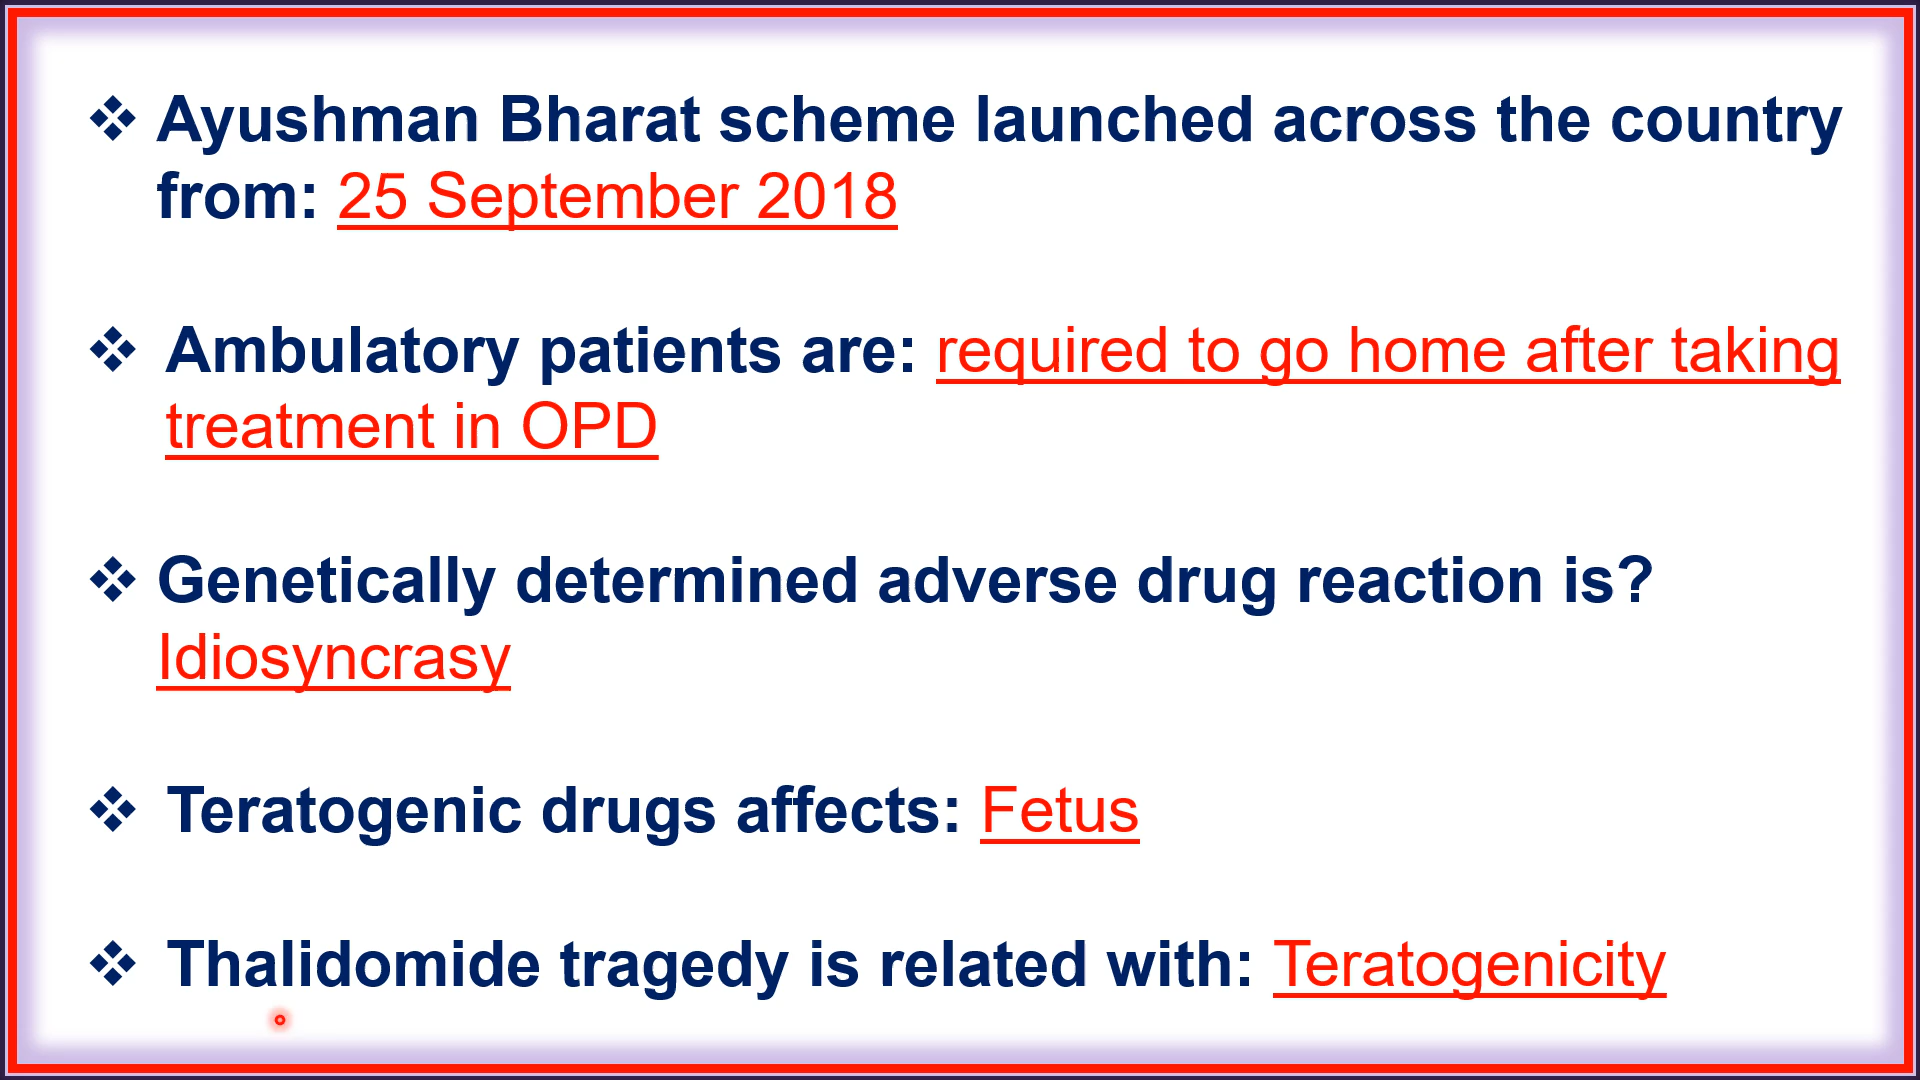 ❖ Ayushman Bharat scheme launched across the country
from: 25 September 2018
❖ Ambulatory patients are: required to go home after taking
treatment in OPD
❖ Genetically determined adverse drug reaction is?
Idiosyncrasy
❖ Teratogenic drugs affects: Fetus
❖ Thalidomide tragedy is related with: Teratogenicity